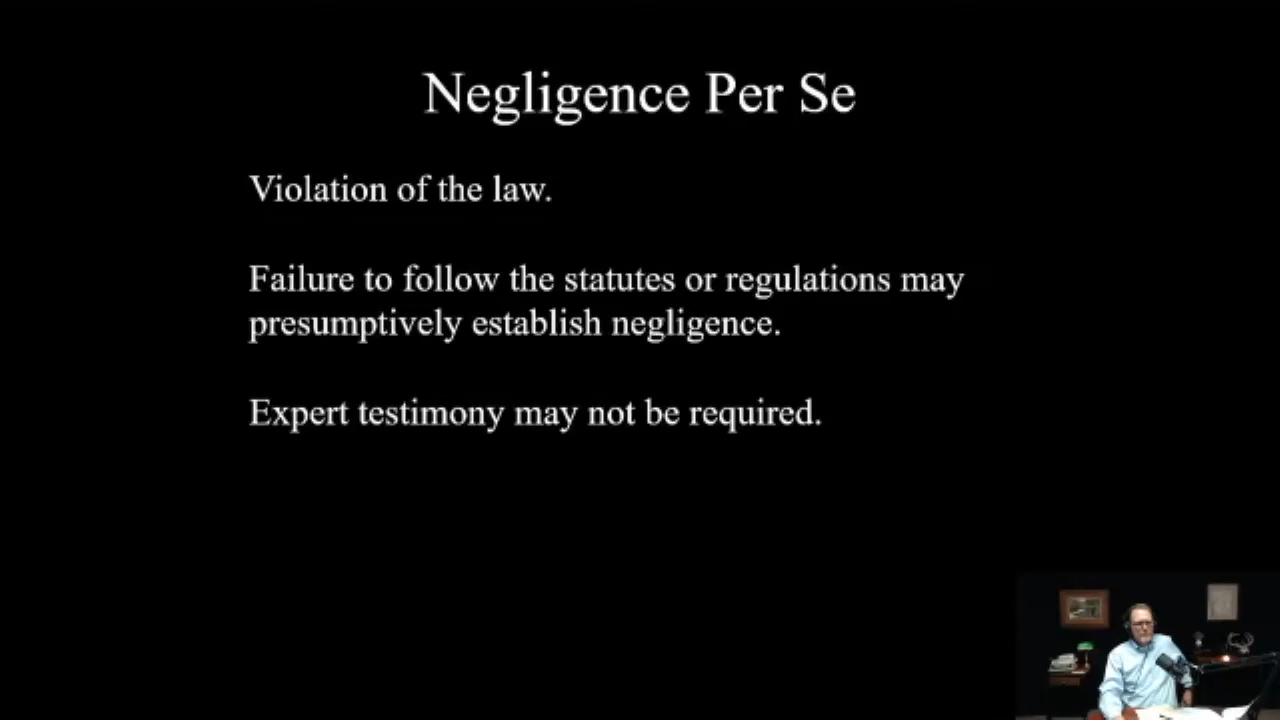 Negligence Per Se
Violation of the law.
Failure to follow the statutes or regulations may
presumptively establish negligence.
Expert testimony may not be required.